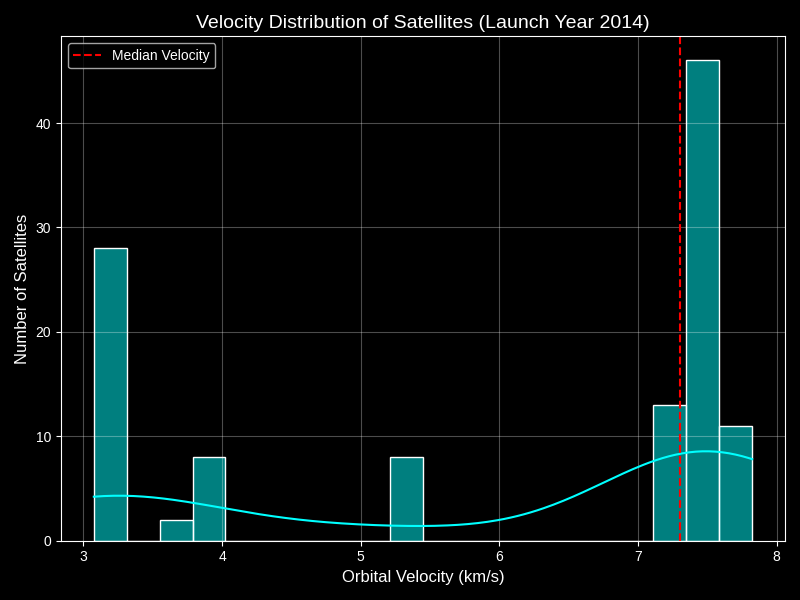 Velocity Distribution of Satellites (Launch Year 2014)
Median Velocity
Number of Satellites
40
30
20
10
0
3 4 5 6 7 8
Orbital Velocity (km/s)